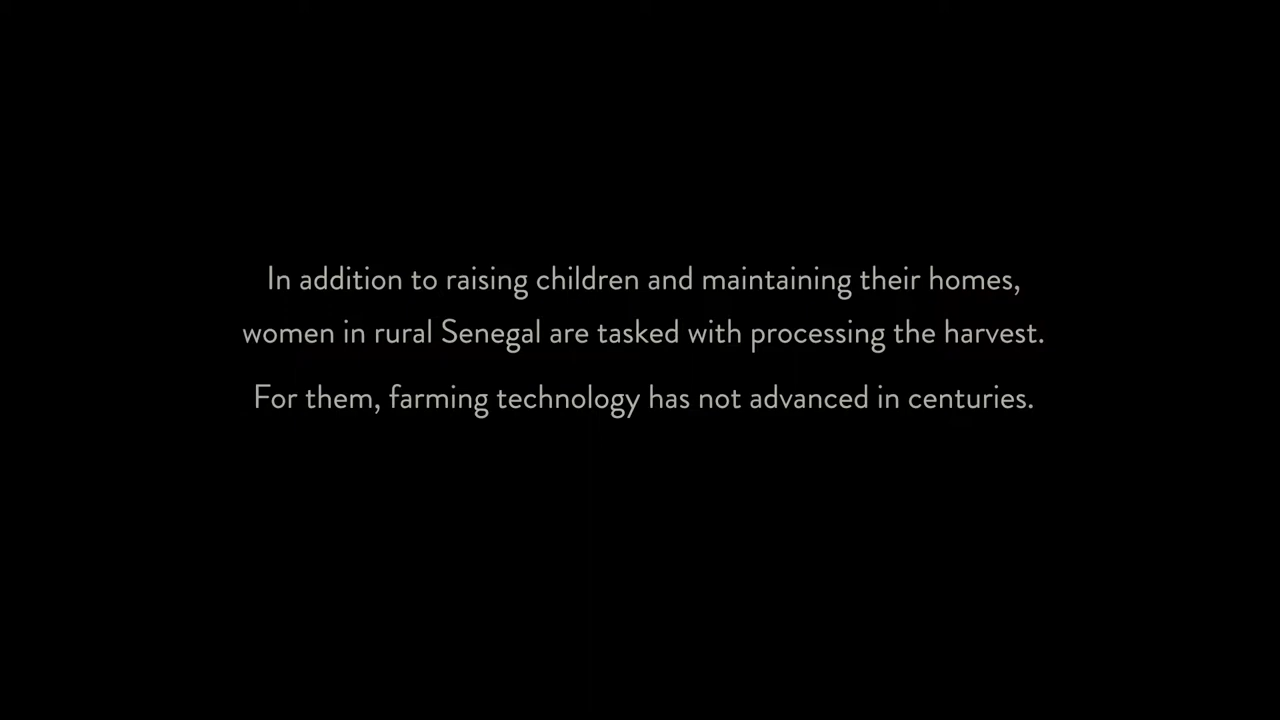 In addition to raising children and maintaining their homes,
women in rural Senegal are tasked with processing the harvest.
For them, farming technology has not advanced in centuries.